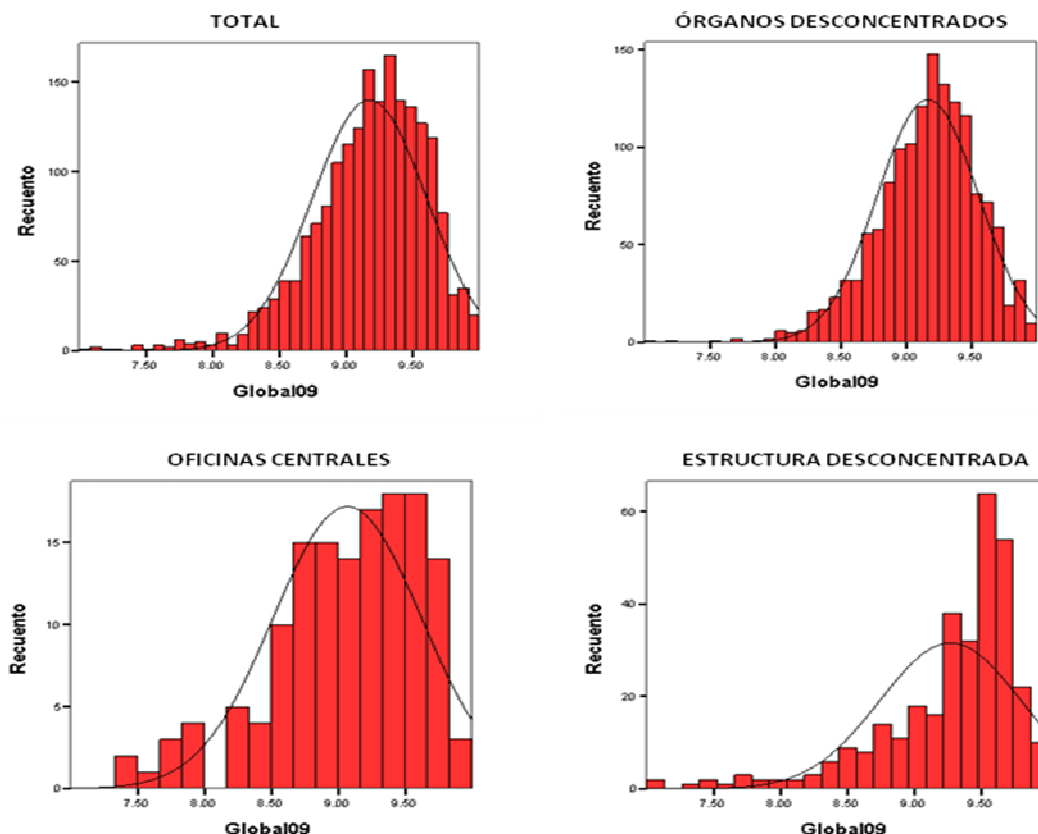 TOTAL
Recuento
150
100
50
0
7.50 8.00 8.50 9.00 9.50
Global09
ÓRGANOS DESCONCENTRADOS
Recuento
150
100
50
0
7.50 8.00 8.50 9.00 9.50
Global09
OFICINAS CENTRALES
Recuento
15
10
5
0
7.50 8.00 8.50 9.00 9.50
Global09
ESTRUCTURA DESCONCENTRADA
Recuento
60
40
20
0
7.50 8.00 8.50 9.00 9.50
Global09